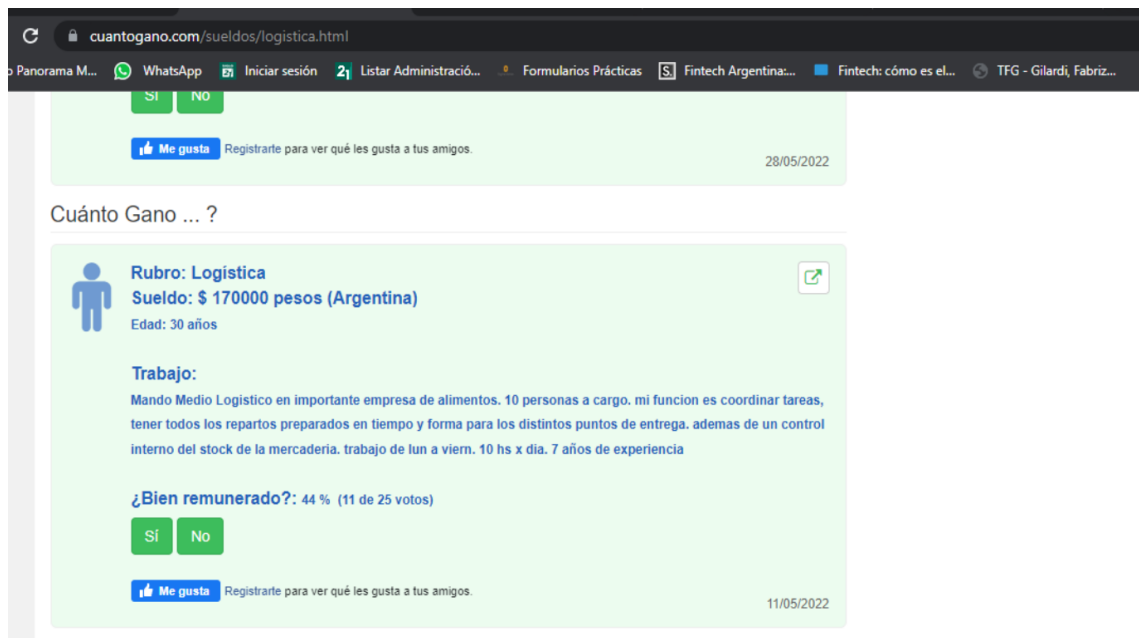 cuantogano.com/sueldos/logistica.html
Panorama M... WhatsApp Iniciar sesión Listar Administració... Formularios Prácticas Fintech Argentina:... Fintech: cómo es el... TFG - Gilardi, Fabriz...
Sí No
Me gusta Registrarte para ver qué les gusta a tus amigos.
28/05/2022
Cuánto Gano ... ?
Rubro: Logistica
Sueldo: $ 170000 pesos (Argentina)
Edad: 30 años
Trabajo:
Mando Medio Logistico en importante empresa de alimentos. 10 personas a cargo. mi funcion es coordinar tareas,
tener todos los repartos preparados en tiempo y forma para los distintos puntos de entrega. ademas de un control
interno del stock de la mercaderia. trabajo de lun a viern. 10 hs x dia. 7 años de experiencia
¿Bien remunerado?: 44 % (11 de 25 votos)
Sí No
Me gusta Registrarte para ver qué les gusta a tus amigos.
11/05/2022